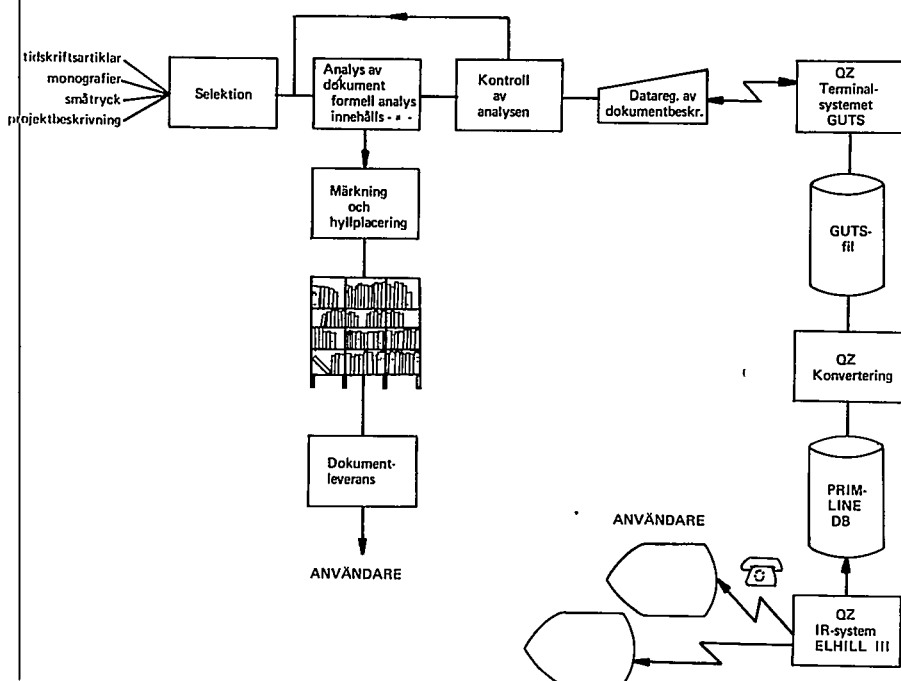 tidskriftsartiklar
monografier
småtryck
projektbeskrivning
Selektion
Analys av
dokument
formell analys
innehålls - " -
Kontroll
av
analysen
Datareg. av
dokumentbeskr.
QZ
Terminal-
systemet
GUTS
Märkning
och
hyllplacering
GUTS-
fil
QZ
Konvertering
Dokument-
leverans
PRIM-
LINE
DB
ANVÄNDARE
ANVÄNDARE
QZ
IR-system
ELHILL III